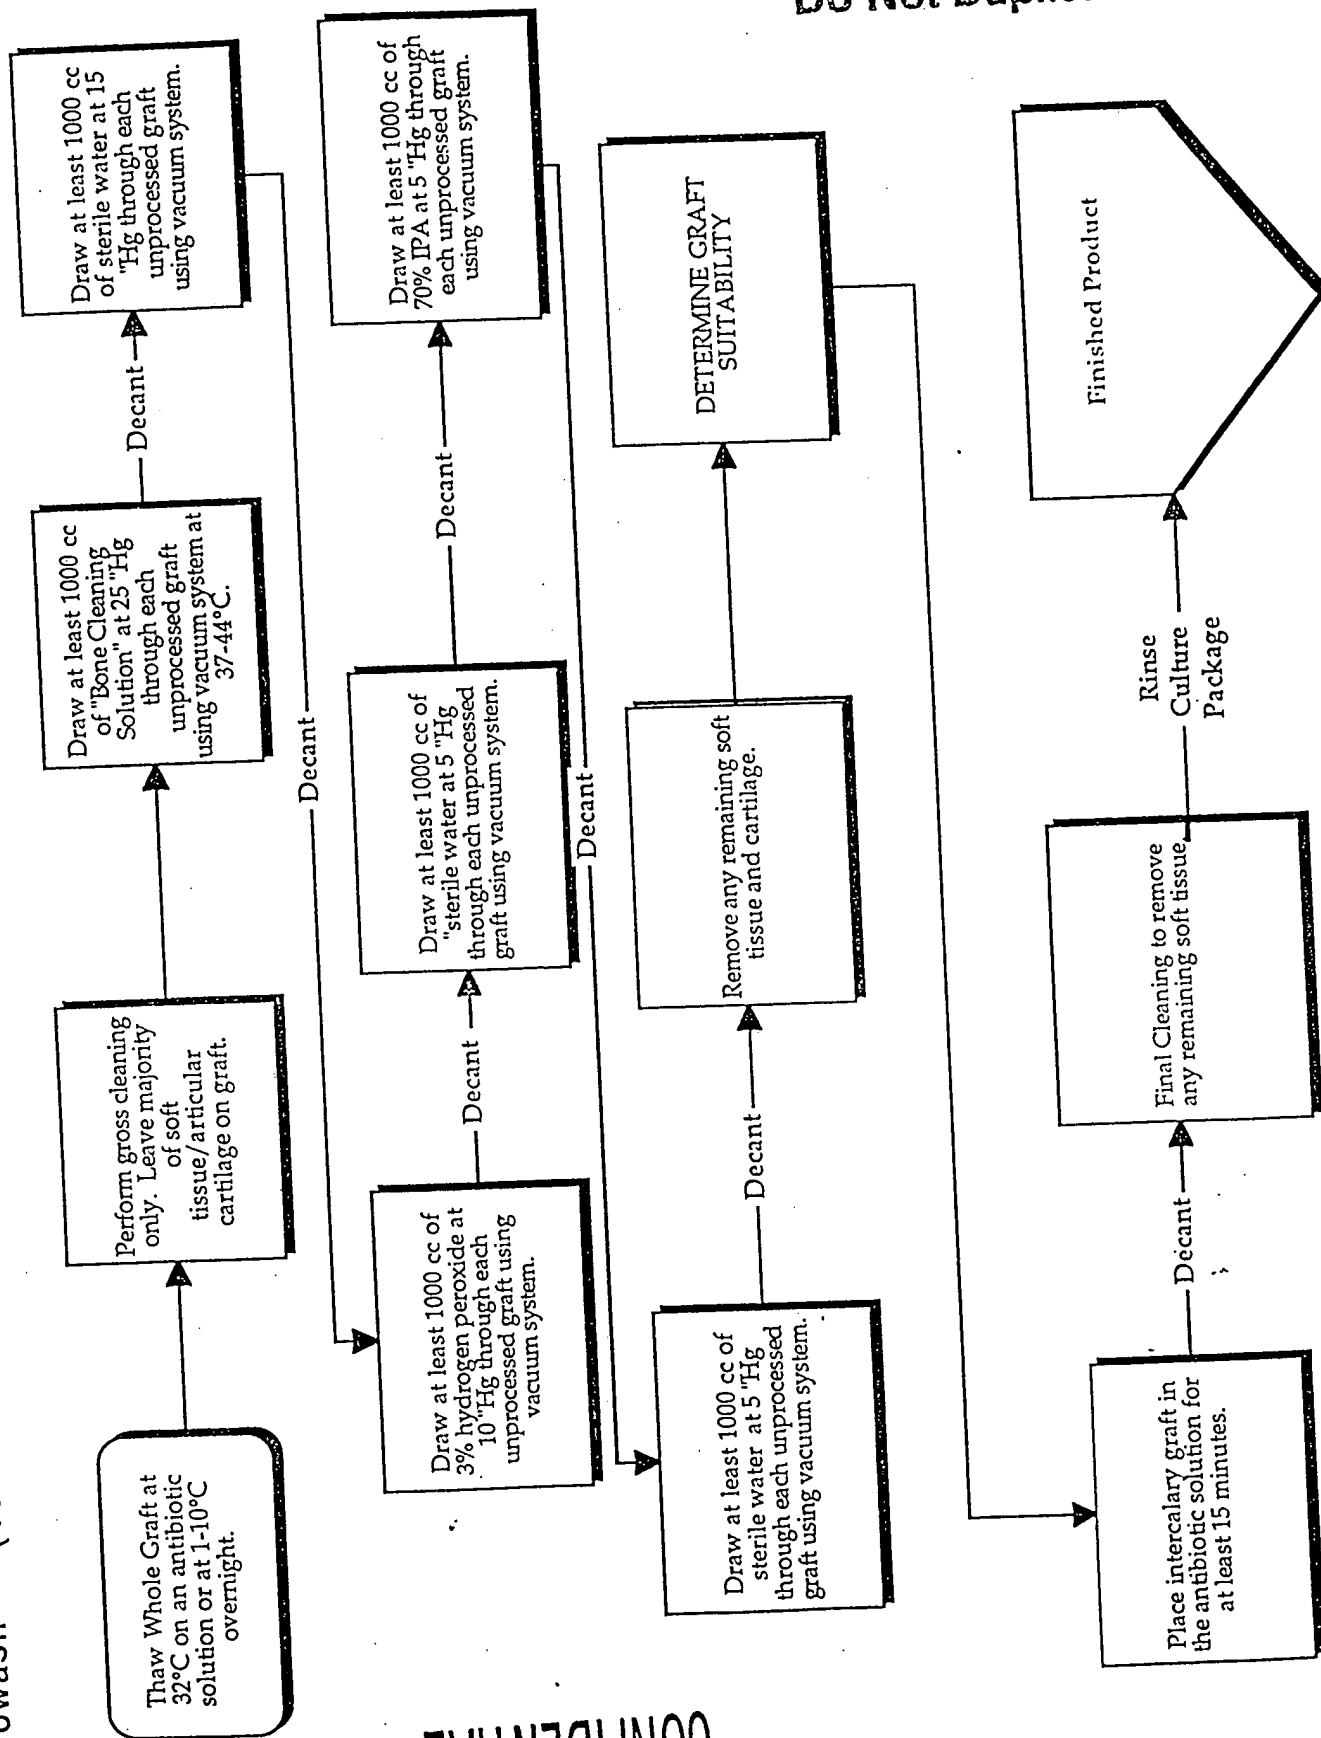 Thaw Whole Graft at
32°C on an antibiotic
solution or at 1-10°C
overnight.
Perform gross cleaning
only. Leave majority
of soft
tissue/articular
cartilage on graft.
Draw at least 1000 cc
of "Bone Cleaning
Solution" at 25 "Hg
through each
unprocessed graft
using vacuum system at
37-44°C.
Decant
Draw at least 1000 cc
of sterile water at 15
"Hg through each
unprocessed graft
using vacuum system.
Decant
Draw at least 1000 cc of
3% hydrogen peroxide at
10 "Hg through each
unprocessed graft using
vacuum system.
Decant
Draw at least 1000 cc of
"sterile water at 5 "Hg
through each unprocessed
graft using vacuum system.
Decant
Draw at least 1000 cc of
70% IPA at 5 "Hg through
each unprocessed graft
using vacuum system.
Decant
Draw at least 1000 cc of
sterile water at 5 "Hg
through each unprocessed
graft using vacuum system.
Decant
Remove any remaining soft
tissue and cartilage.
DETERMINE GRAFT
SUITABILITY
Place intercalary graft in
the antibiotic solution for
at least 15 minutes.
Decant
Final Cleaning to remove
any remaining soft tissue.
Rinse
Culture
Package
Finished Product
Do Not